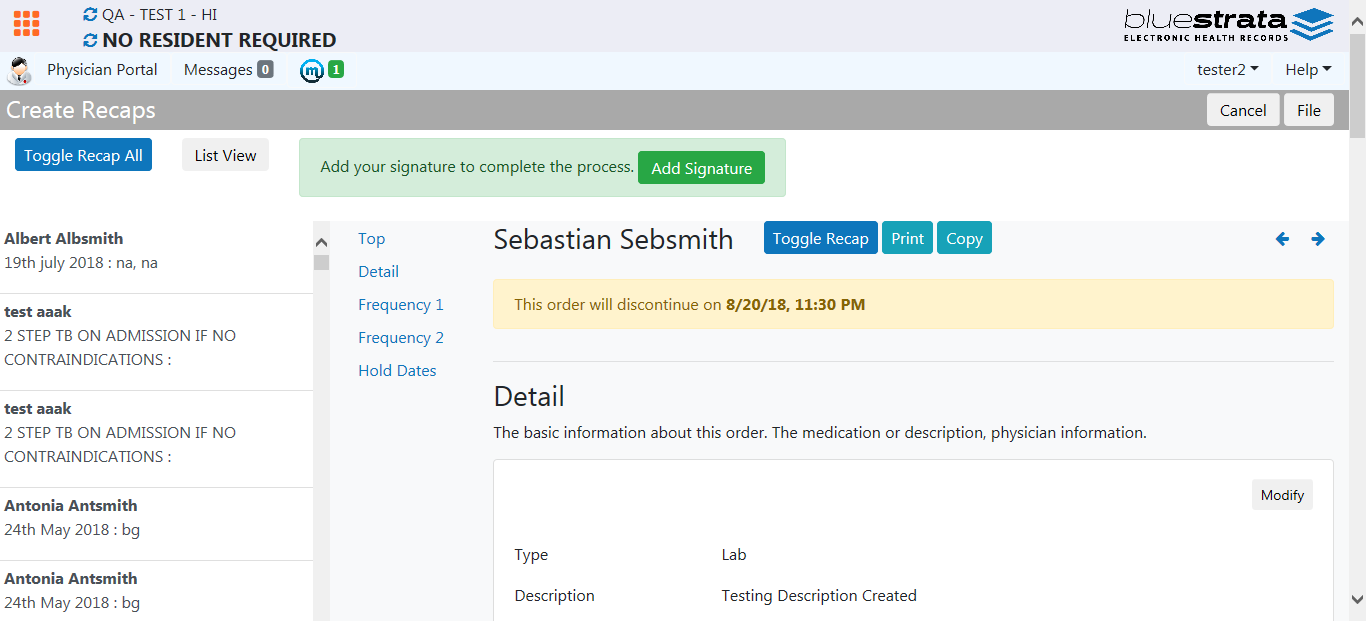 QA - TEST 1 - HI
NO RESIDENT REQUIRED
bluestrata
ELECTRONIC HEALTH RECORDS
Physician Portal
Messages 0
m 1
tester2
Help
Create Recaps
Cancel
File
Toggle Recap All
List View
Add your signature to complete the process. Add Signature
Albert Albsmith
19th july 2018 : na, na
test aaak
2 STEP TB ON ADMISSION IF NO
CONTRAINDICATIONS :
test aaak
2 STEP TB ON ADMISSION IF NO
CONTRAINDICATIONS :
Antonia Antsmith
24th May 2018 : bg
Antonia Antsmith
24th May 2018 : bg
Top
Detail
Frequency 1
Frequency 2
Hold Dates
Sebastian Sebsmith
Toggle Recap
Print
Copy
This order will discontinue on 8/20/18, 11:30 PM
Detail
The basic information about this order. The medication or description, physician information.
Modify
Type Lab
Description Testing Description Created